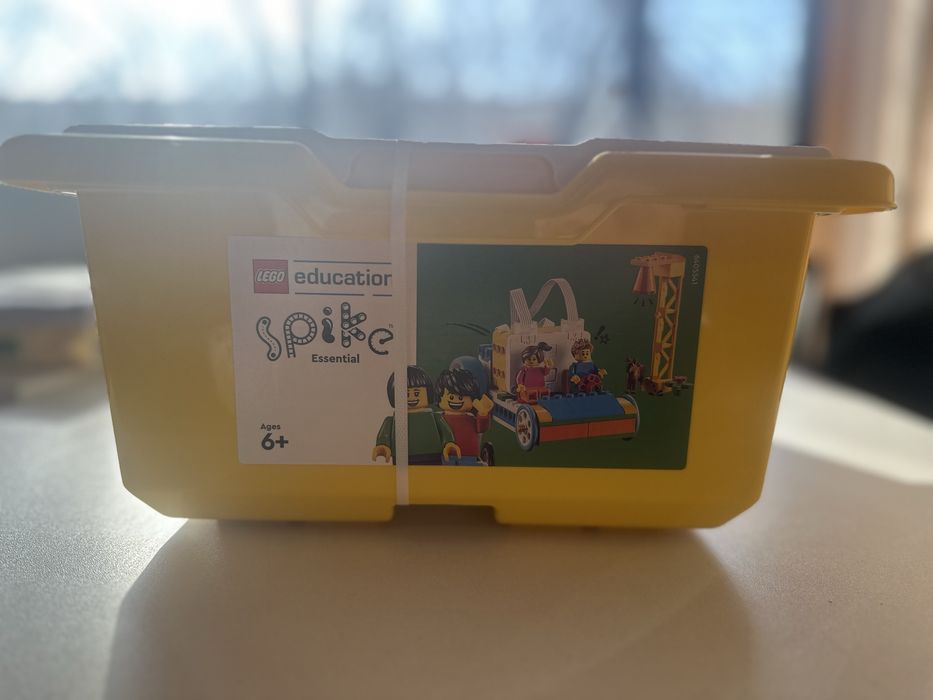 LEGO education
spike
Essential
Ages
6+